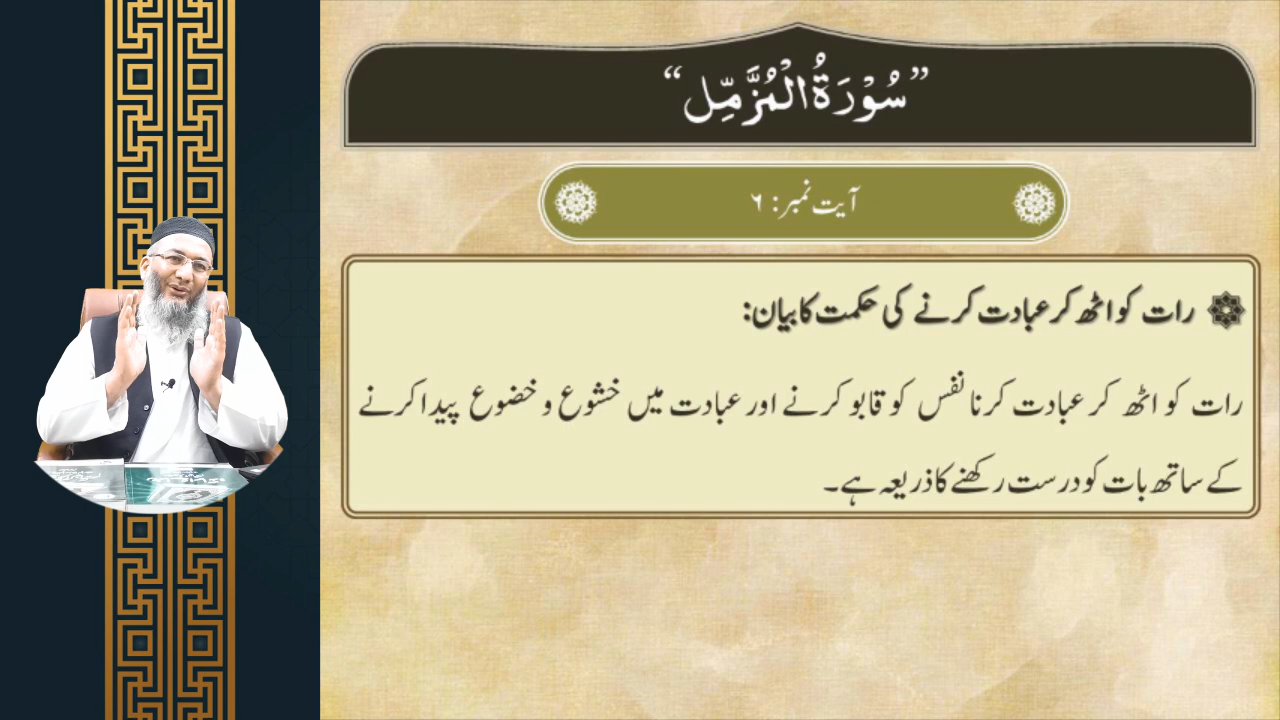 ”سُوْرَةُ الْمُزَّمِّل“
آیت نمبر: ٦
رات کو اٹھ کر عبادت کرنے کی حکمت کا بیان:
رات کو اٹھ کر عبادت کرنا نفس کو قابو کرنے اور عبادت میں خشوع و خضوع پیدا کرنے
کے ساتھ بات کو درست رکھنے کا ذریعہ ہے۔